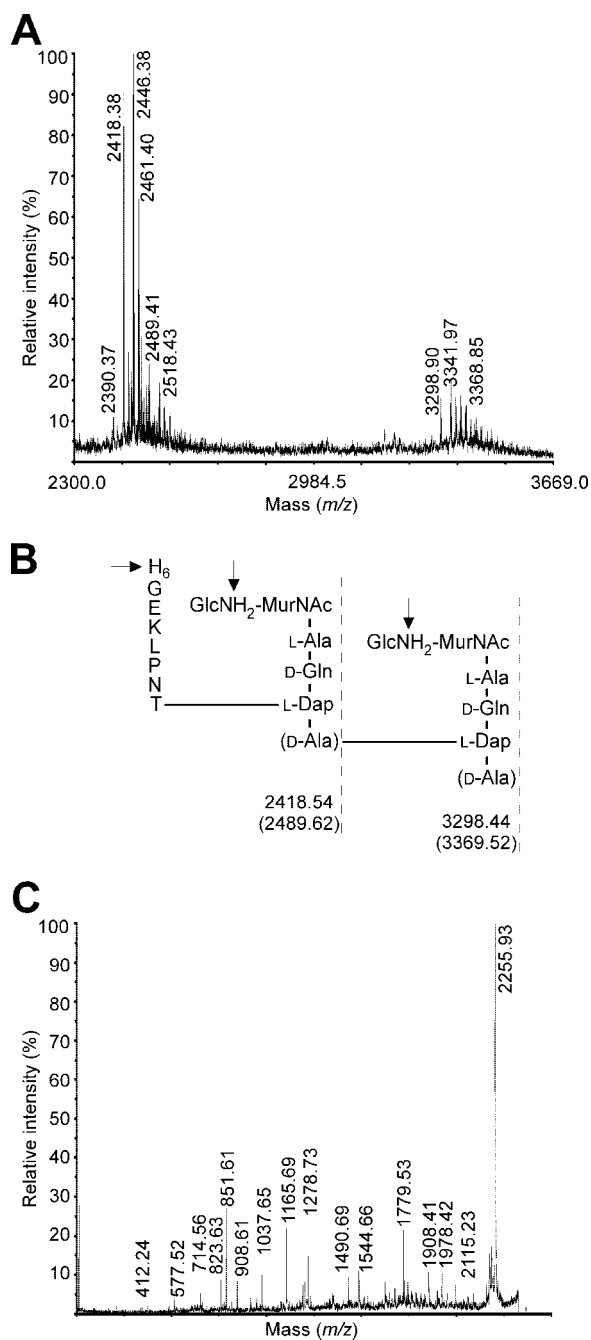 A
Relative intensity (%)
100
90
80
70
60
50
40
30
20
10
2390.37
2418.38
2446.38
2461.40
2489.41
2518.43
3298.90
3341.97
3368.85
2300.0 2984.5 3669.0
Mass (m/z)
B
H6
G
E
K
L
P
N
T
GlcNH2-MurNAc
L-Ala
D-Gln
L-Dap
(D-Ala)
GlcNH2-MurNAc
L-Ala
D-Gln
L-Dap
(D-Ala)
2418.54
(2489.62)
3298.44
(3369.52)
C
Relative intensity (%)
100
90
80
70
60
50
40
30
20
10
412.24
577.52
714.56
823.63
851.61
908.61
1037.65
1165.69
1278.73
1490.69
1544.66
1779.53
1908.41
1978.42
2115.23
2255.93
Mass (m/z)